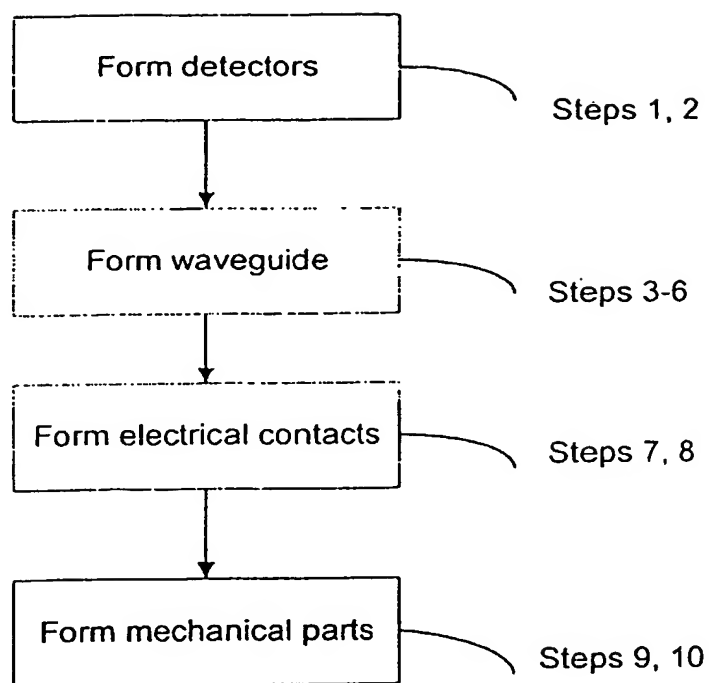 Form detectors
Steps 1, 2
Form waveguide
Steps 3-6
Form electrical contacts
Steps 7, 8
Form mechanical parts
Steps 9, 10